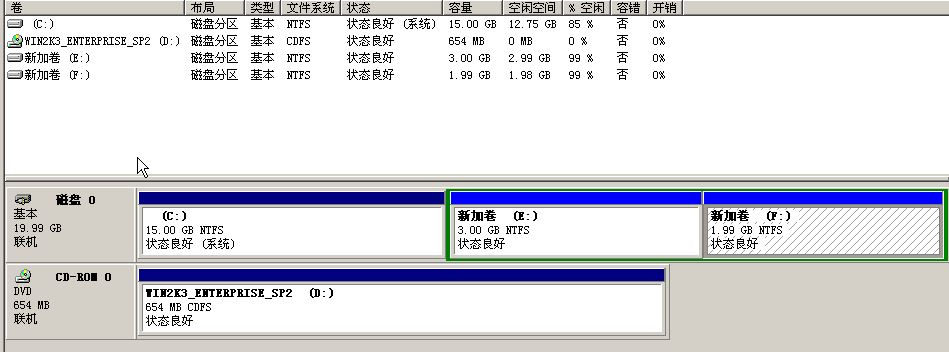 卷 布局 类型 文件系统 状态 容量 空闲空间 % 空闲 容错 开销
(C:) 磁盘分区 基本 NTFS 状态良好 (系统) 15.00 GB 12.75 GB 85 % 否 0%
WIN2K3_ENTERPRISE_SP2 (D:) 磁盘分区 基本 CDFS 状态良好 654 MB 0 MB 0 % 否 0%
新加卷 (E:) 磁盘分区 基本 NTFS 状态良好 3.00 GB 2.99 GB 99 % 否 0%
新加卷 (F:) 磁盘分区 基本 NTFS 状态良好 1.99 GB 1.98 GB 99 % 否 0%
磁盘 0
基本
19.99 GB
联机
(C:)
15.00 GB NTFS
状态良好 (系统)
新加卷 (E:)
3.00 GB NTFS
状态良好
新加卷 (F:)
1.99 GB NTFS
状态良好
CD-ROM 0
DVD
654 MB
联机
WIN2K3_ENTERPRISE_SP2 (D:)
654 MB CDFS
状态良好